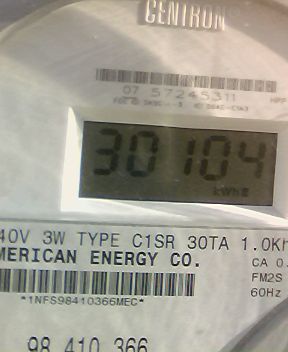 CENTRON
07 57245311
30104
kWh
40V 3W TYPE C1SR 30TA 1.0Kh
MERICAN ENERGY CO.
CA 0.
FM2S
*1NFS98410366MEC*
60Hz
98 410 366